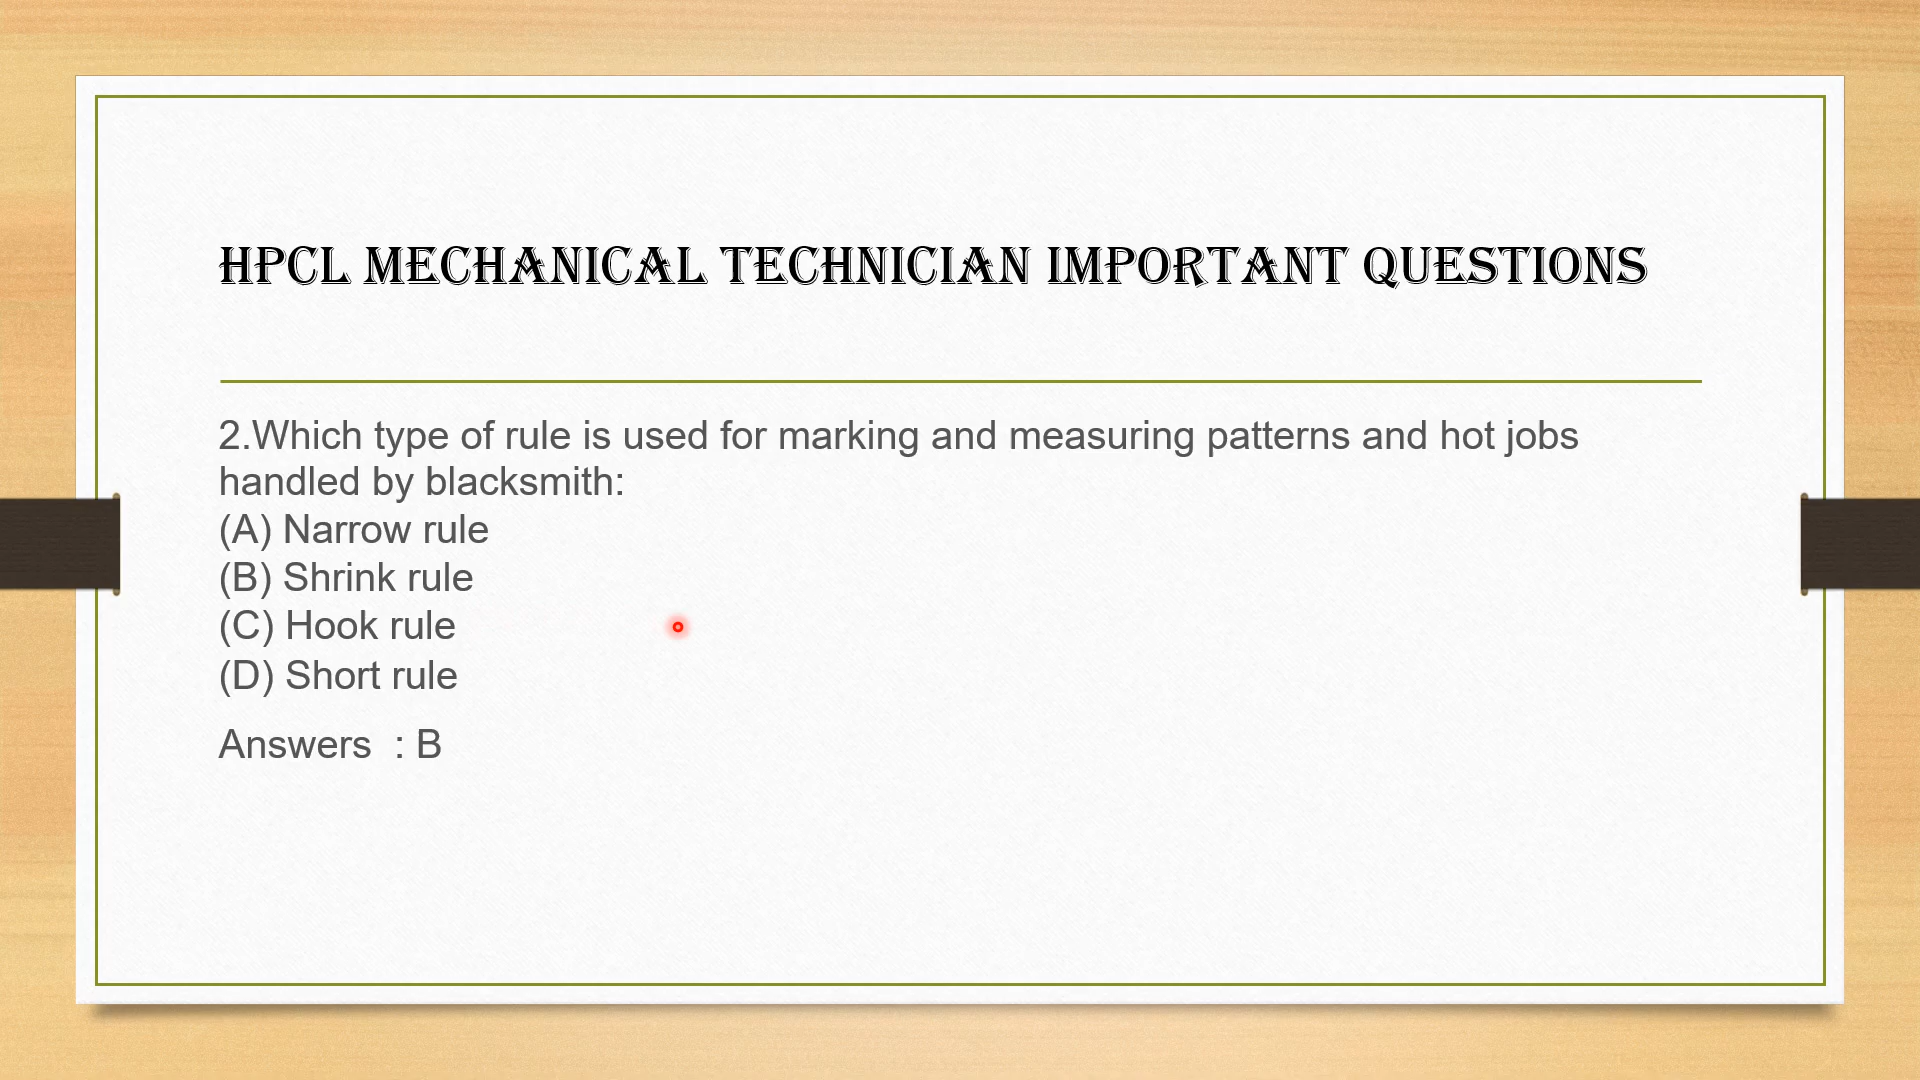 HPCL MECHANICAL TECHNICIAN IMPORTANT QUESTIONS
2.Which type of rule is used for marking and measuring patterns and hot jobs
handled by blacksmith:
(A) Narrow rule
(B) Shrink rule
(C) Hook rule
(D) Short rule
Answers  : B